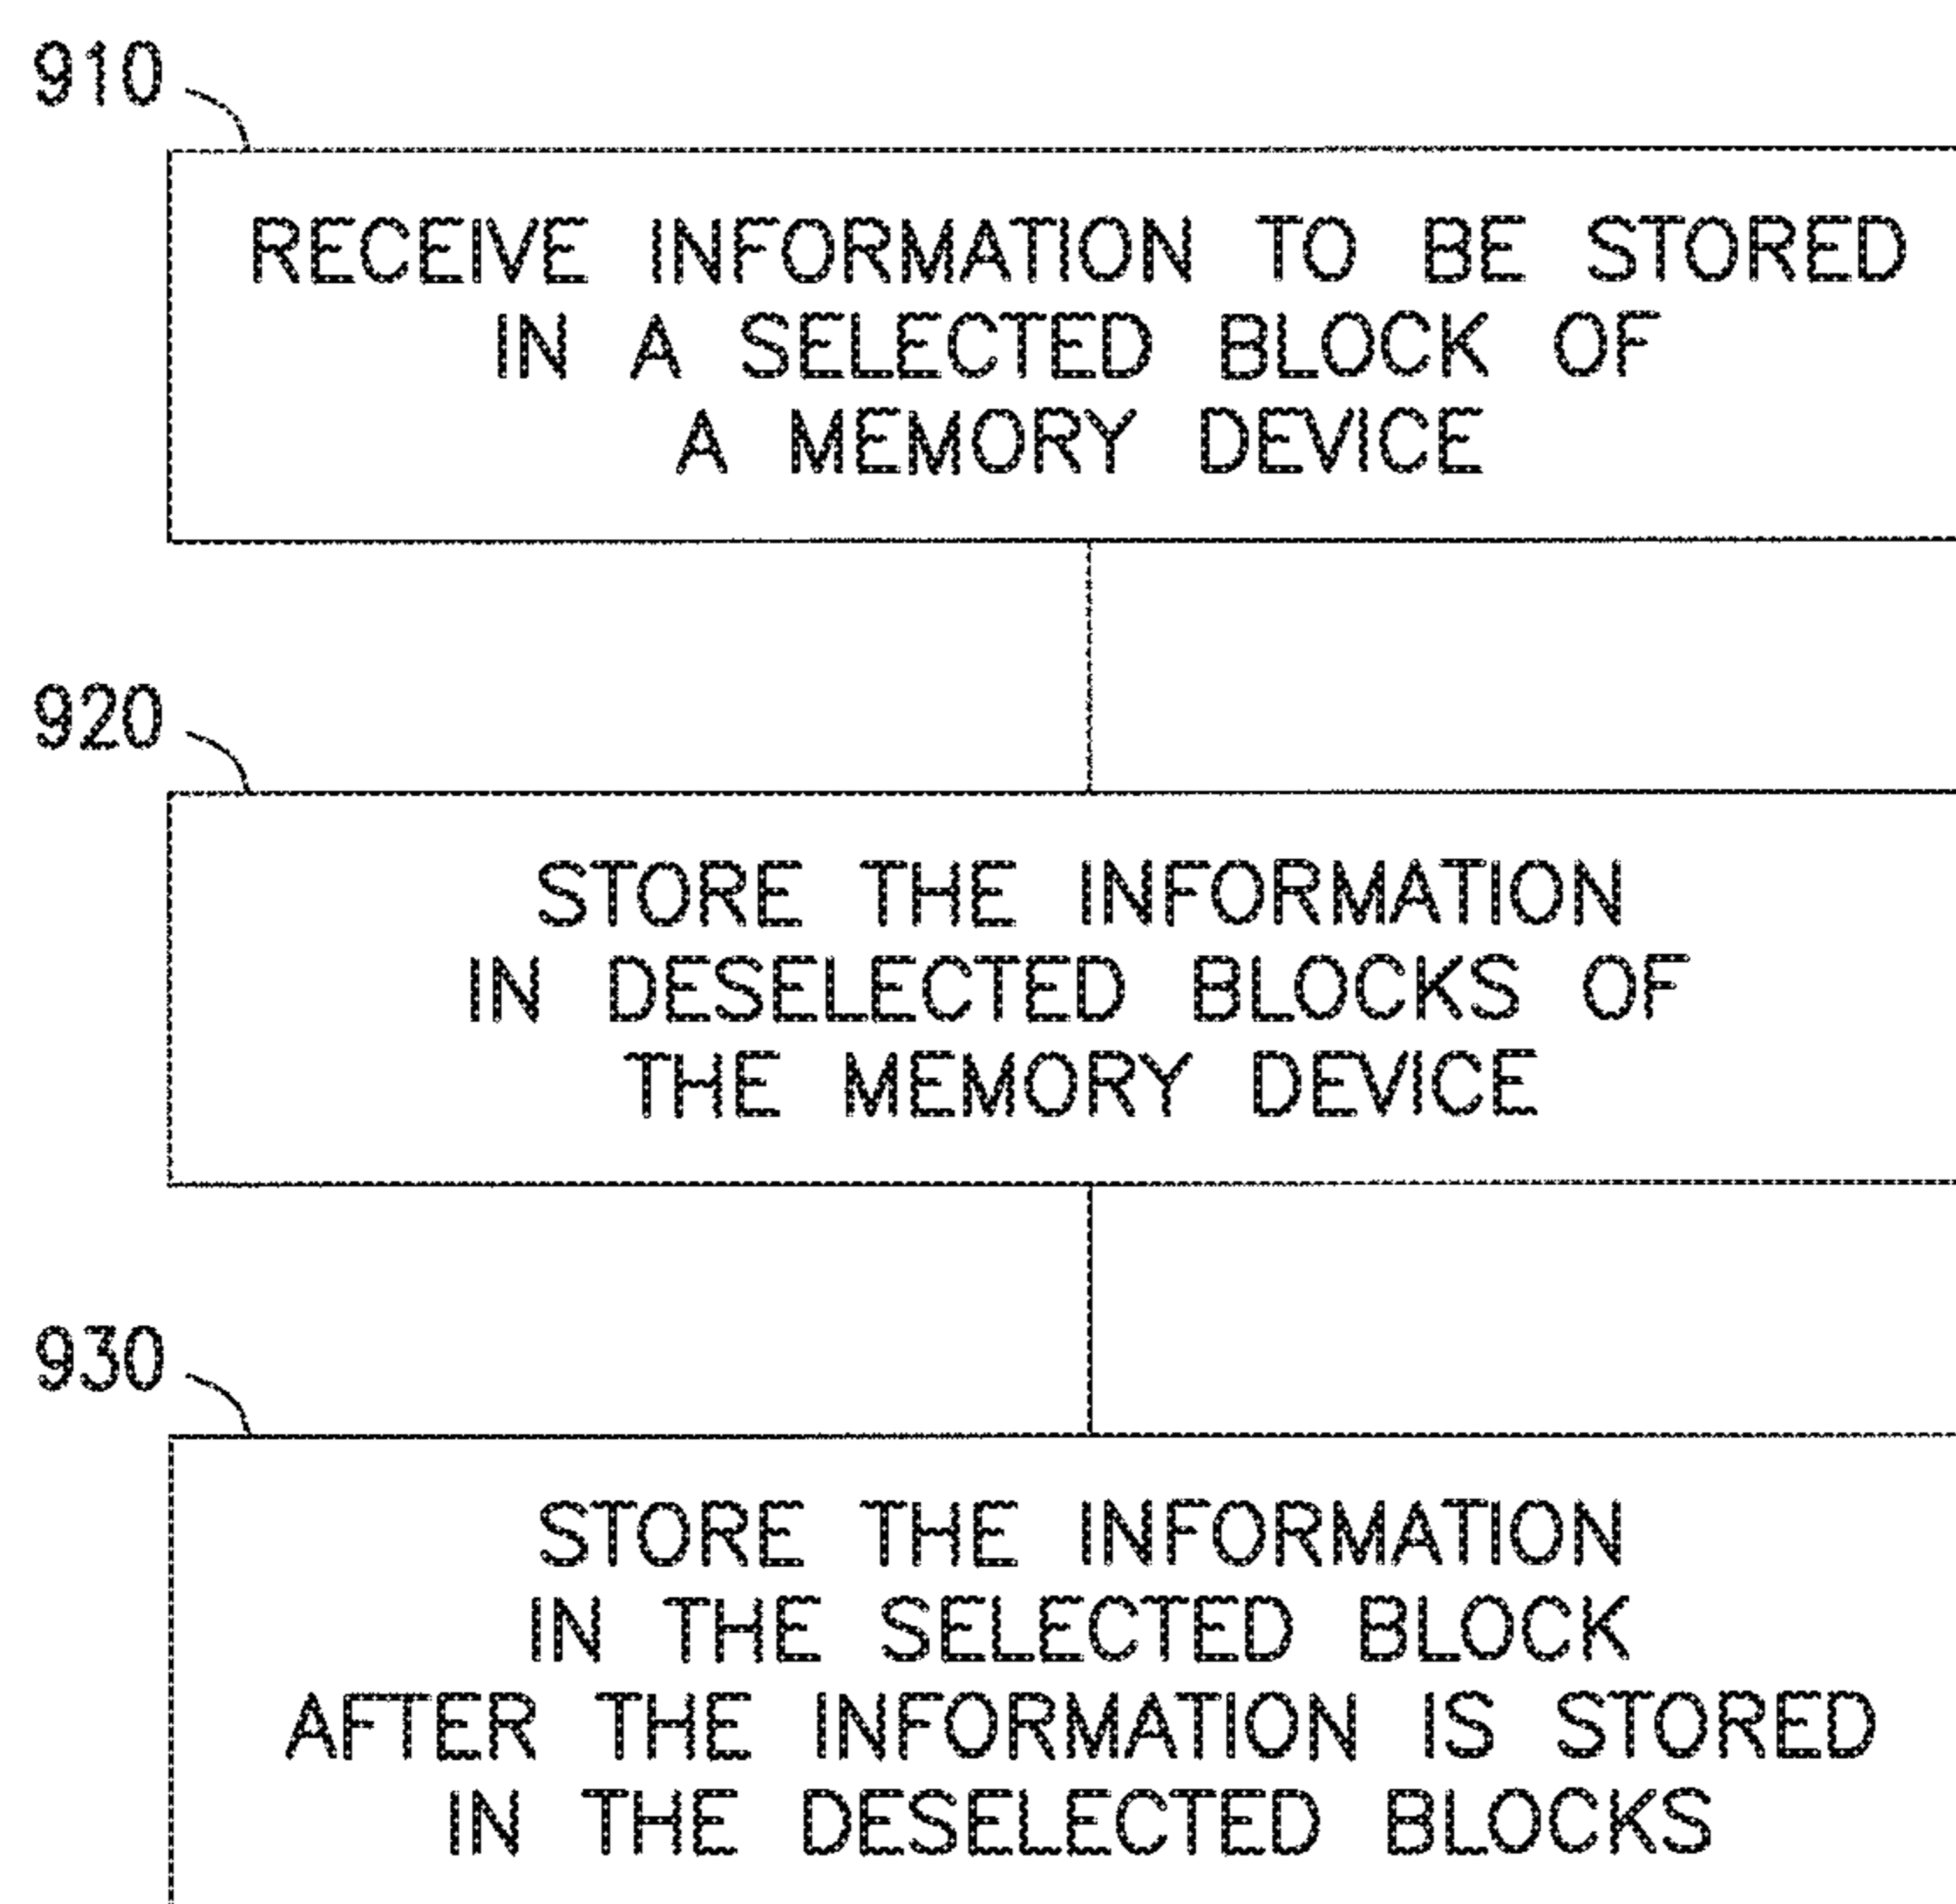 910
RECEIVE INFORMATION TO BE STORED
IN A SELECTED BLOCK OF
A MEMORY DEVICE
920
STORE THE INFORMATION
IN DESELECTED BLOCKS OF
THE MEMORY DEVICE
930
STORE THE INFORMATION
IN THE SELECTED BLOCK
AFTER THE INFORMATION IS STORED
IN THE DESELECTED BLOCKS